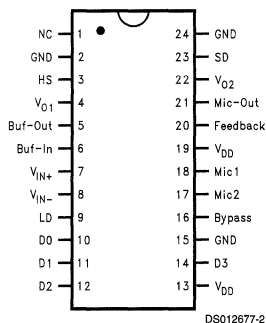 NC 1 24 GND
GND 2 23 SD
HS 3 22 VO2
VO1 4 21 Mic-Out
Buf-Out 5 20 Feedback
Buf-In 6 19 VDD
VIN+ 7 18 Mic1
VIN- 8 17 Mic2
LD 9 16 Bypass
D0 10 15 GND
D1 11 14 D3
D2 12 13 VDD
DS012677-2